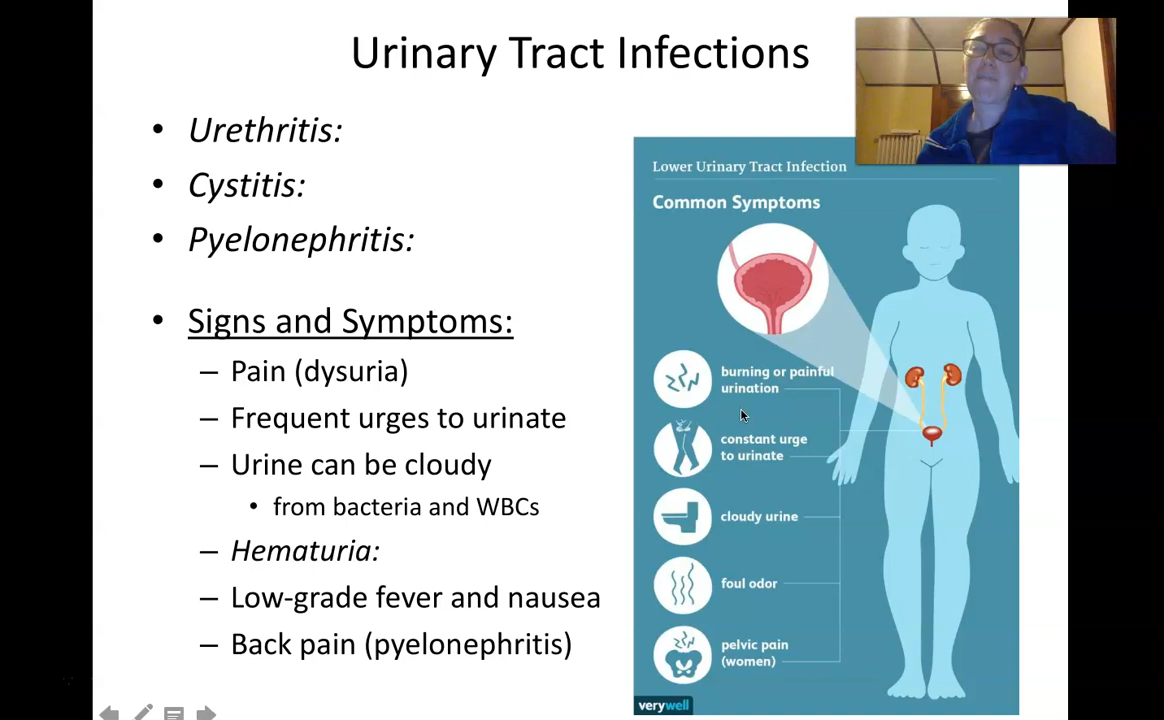 Urinary Tract Infections
• Urethritis:
• Cystitis:
• Pyelonephritis:
• Signs and Symptoms:
– Pain (dysuria)
– Frequent urges to urinate
– Urine can be cloudy
• from bacteria and WBCs
– Hematuria:
– Low-grade fever and nausea
– Back pain (pyelonephritis)
Lower Urinary Tract Infection
Common Symptoms
burning or painful
urination
constant urge
to urinate
cloudy urine
foul odor
pelvic pain
(women)
verywell